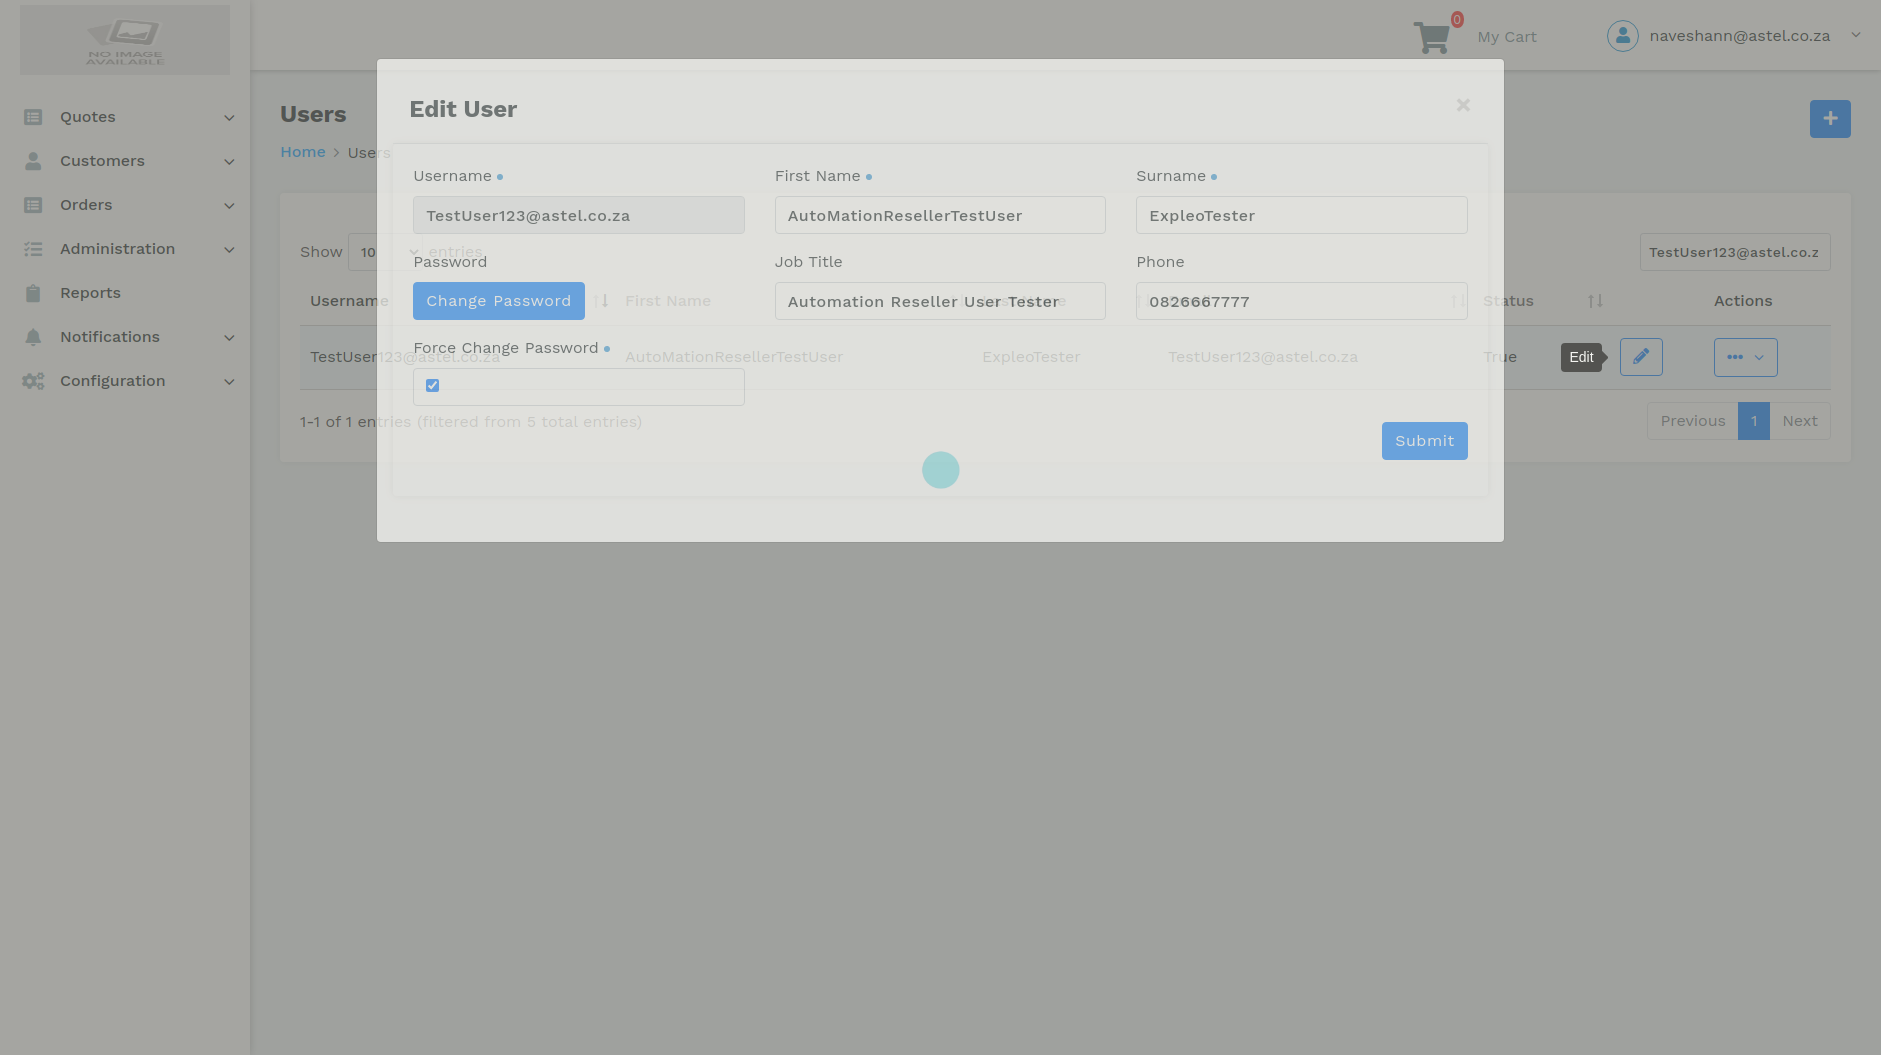 NO IMAGE
AVAILABLE
0
My Cart
naveshann@astel.co.za
Quotes
Customers
Orders
Administration
Reports
Notifications
Configuration
Users
Home > Users
Edit User
×
+
Username
First Name
Surname
TestUser123@astel.co.za
AutoMationResellerTestUser
ExpleoTester
Password
Job Title
Phone
Change Password
Automation Reseller User Tester
0826667777
Force Change Password
Submit
Show 10 entries
TestUser123@astel.co.z
Username
First Name
Name
Status
Actions
TestUser123@astel.co.za
AutoMationResellerTestUser
ExpleoTester
TestUser123@astel.co.za
True
Edit
1-1 of 1 entries (filtered from 5 total entries)
Previous 1 Next